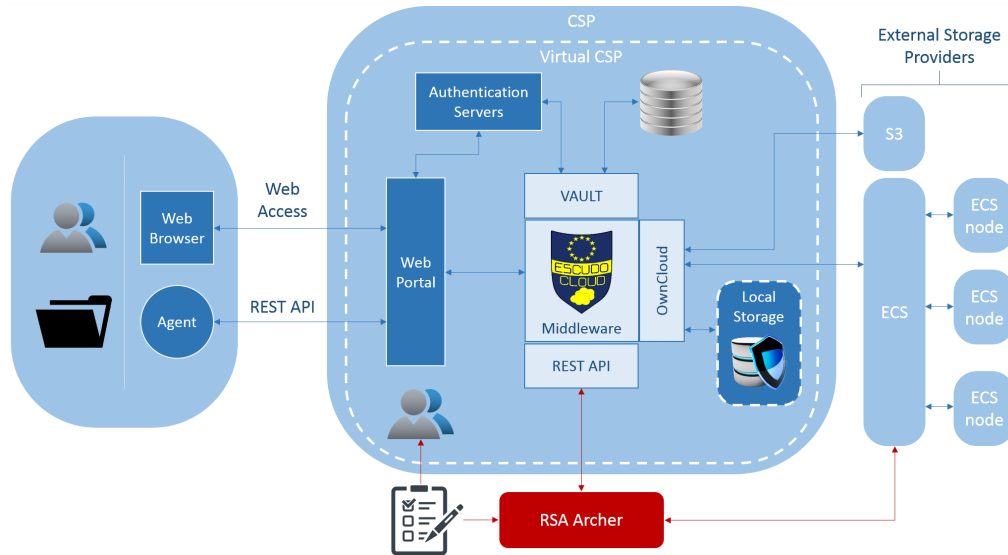 CSP
External Storage
Providers
Virtual CSP
Authentication
Servers
S3
Web
Access
Web
Browser
VAULT
ECS
node
Web
Portal
ESCUDO
CLOUD
Middleware
OwnCloud
Local
Storage
ECS
ECS
node
REST API
Agent
REST API
ECS
node
RSA Archer